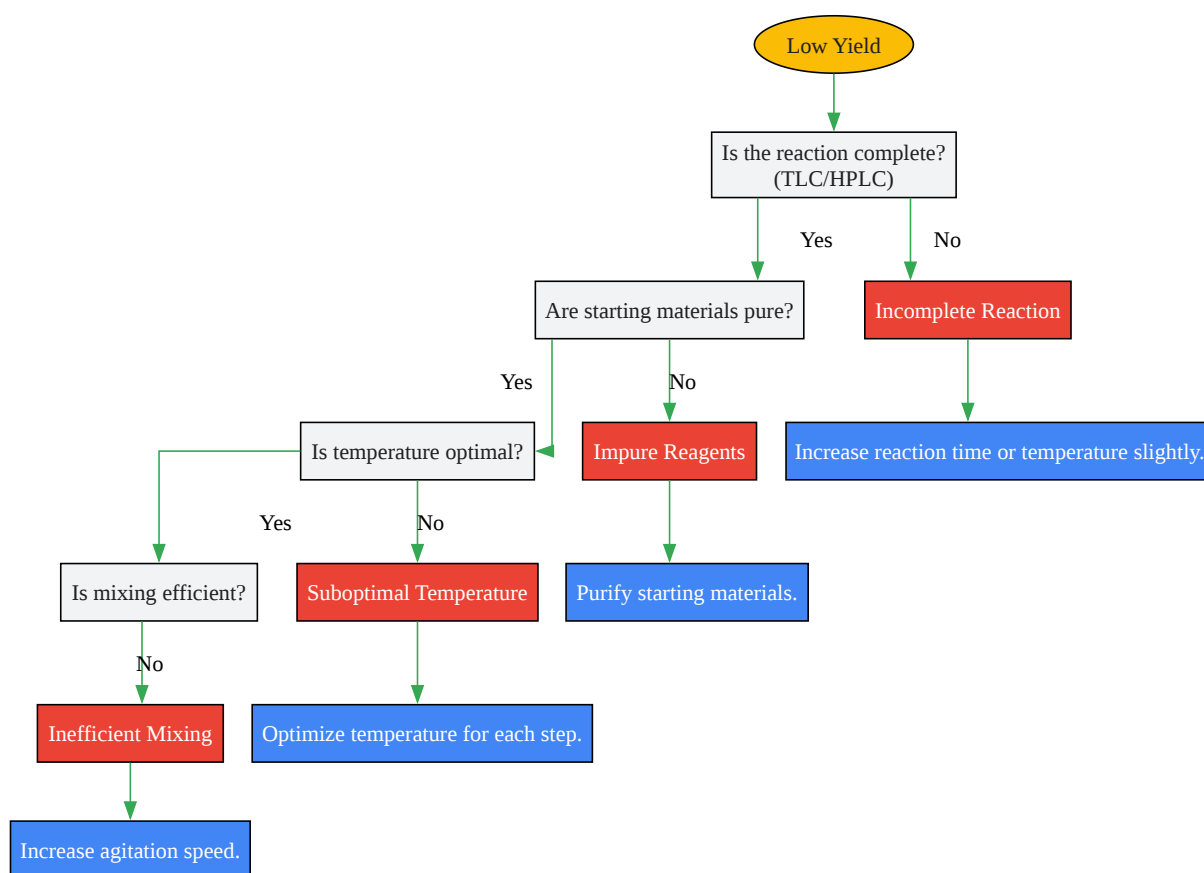 Low Yield
Is the reaction complete?
(TLC/HPLC)
Yes
No
Are starting materials pure?
Incomplete Reaction
Yes
No
Is temperature optimal?
Impure Reagents
Increase reaction time or temperature slightly.
Yes
No
Is mixing efficient?
Suboptimal Temperature
Purify starting materials.
No
Inefficient Mixing
Optimize temperature for each step.
Increase agitation speed.